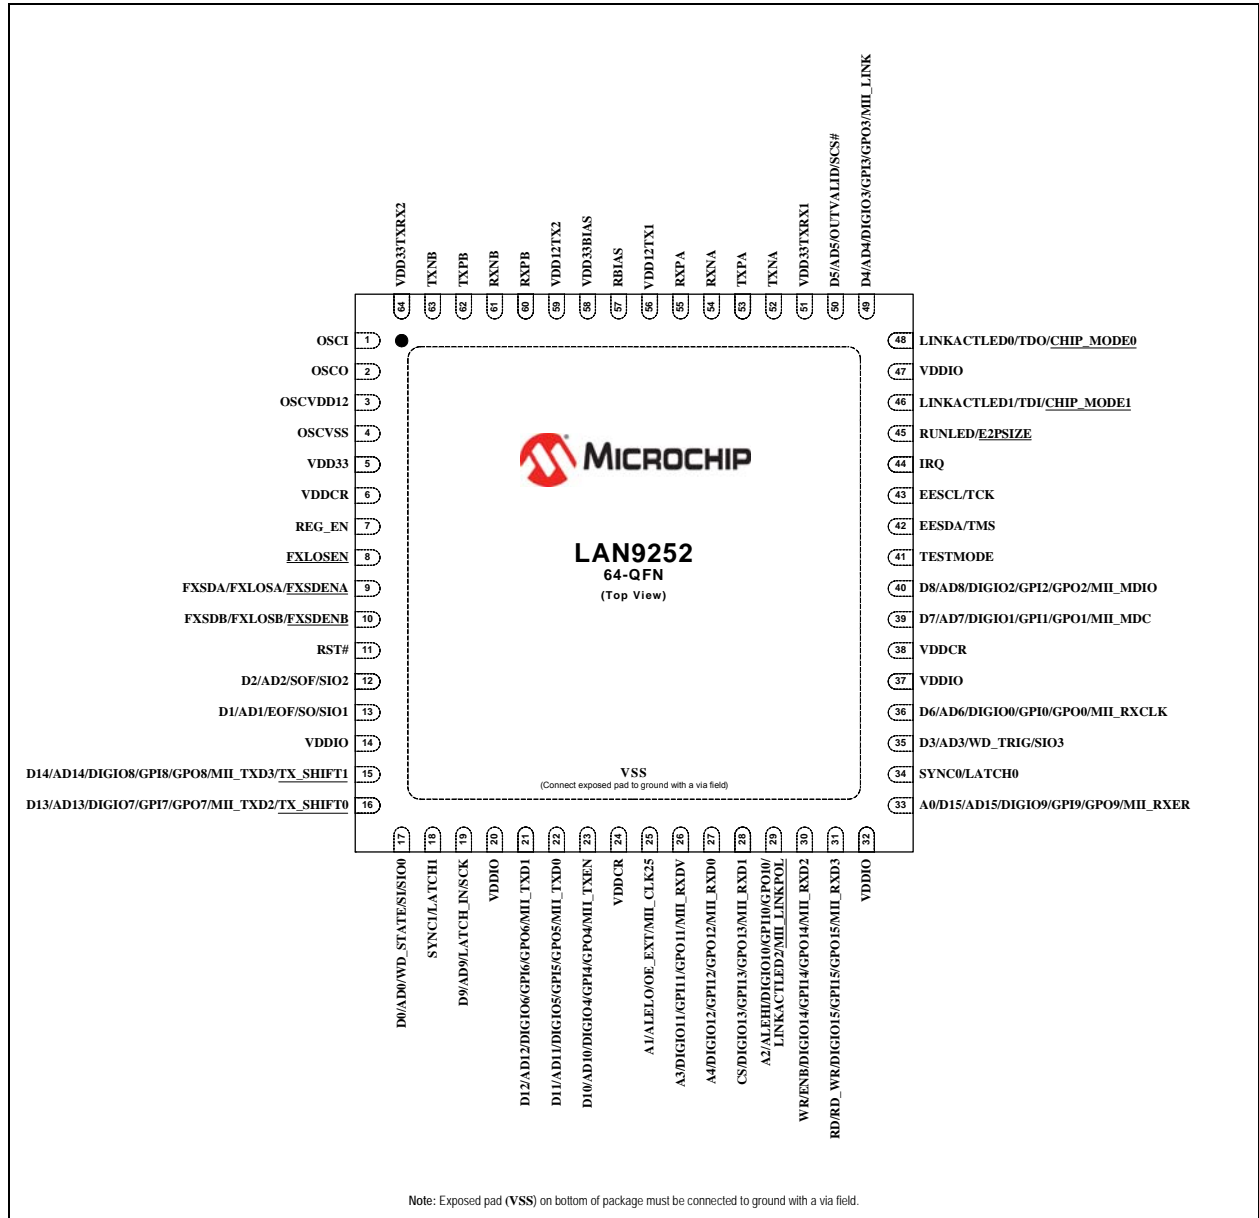 VDD33TXRX2
TXNB
TXPB
RXNB
RXPB
VDD12TX2
VDD33BIAS
RBIAS
VDD12TX1
RXPA
RXNA
TXPA
TXNA
VDD33TXRX1
D5/AD5/OUTVALID/SCS#
D4/AD4/DIGIO3/GPI3/GPO3/MII_LINK
64
63
62
61
60
59
58
57
56
55
54
53
52
51
50
49
OSCI 1
OSCO 2
OSCVDD12 3
OSCVSS 4
VDD33 5
VDDCR 6
REG_EN 7
FXLOSEN 8
FXSDA/FXLOSA/FXSDENA 9
FXSDB/FXLOSB/FXSDENB 10
RST# 11
D2/AD2/SOF/SIO2 12
D1/AD1/EOF/SO/SIO1 13
VDDIO 14
D14/AD14/DIGIO8/GPI8/GPO8/MII_TXD3/TX_SHIFT1 15
D13/AD13/DIGIO7/GPI7/GPO7/MII_TXD2/TX_SHIFT0 16
MICROCHIP
LAN9252
64-QFN
(Top View)
VSS
(Connect exposed pad to ground with a via field)
48 LINKACTLED0/TDO/CHIP_MODE0
47 VDDIO
46 LINKACTLED1/TDI/CHIP_MODE1
45 RUNLED/E2PSIZE
44 IRQ
43 EESCL/TCK
42 EESDA/TMS
41 TESTMODE
40 D8/AD8/DIGIO2/GPI2/GPO2/MII_MDIO
39 D7/AD7/DIGIO1/GPI1/GPO1/MII_MDC
38 VDDCR
37 VDDIO
36 D6/AD6/DIGIO0/GPI0/GPO0/MII_RXCLK
35 D3/AD3/WD_TRIG/SIO3
34 SYNC0/LATCH0
33 A0/D15/AD15/DIGIO9/GPI9/GPO9/MII_RXER
17
18
19
20
21
22
23
24
25
26
27
28
29
30
31
32
D0/AD0/WD_STATE/SI/SIO0
SYNC1/LATCH1
D9/AD9/LATCH_IN/SCK
VDDIO
D12/AD12/DIGIO6/GPI6/GPO6/MII_TXD1
D11/AD11/DIGIO5/GPI5/GPO5/MII_TXD0
D10/AD10/DIGIO4/GPI4/GPO4/MII_TXEN
VDDCR
A1/ALELO/OE_EXT/MII_CLK25
A3/DIGIO11/GPI11/GPO11/MII_RXDV
A4/DIGIO12/GPI12/GPO12/MII_RXD0
CS/DIGIO13/GPI13/GPO13/MII_RXD1
A2/ALEHI/DIGIO10/GPI10/GPO10/
LINKACTLED2/MII_LINKPOL
WR/ENB/DIGIO14/GPI14/GPO14/MII_RXD2
RD/RD_WR/DIGIO15/GPI15/GPO15/MII_RXD3
VDDIO
Note: Exposed pad (VSS) on bottom of package must be connected to ground with a via field.